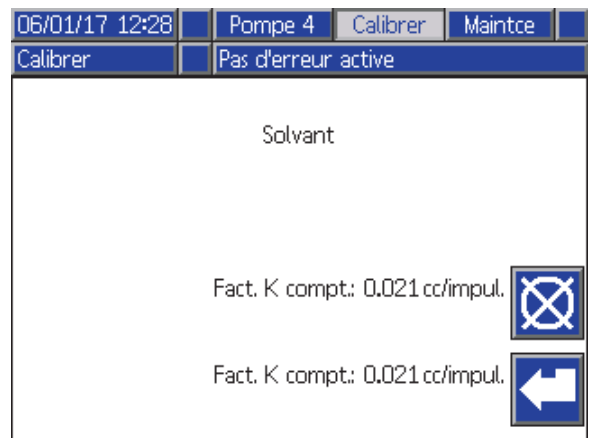 06/01/17 12:28 Pompe 4 Calibrer Maintce
Calibrer Pas d'erreur active
Solvant
Fact. K compt.: 0.021 cc/impul.
Fact. K compt.: 0.021 cc/impul.